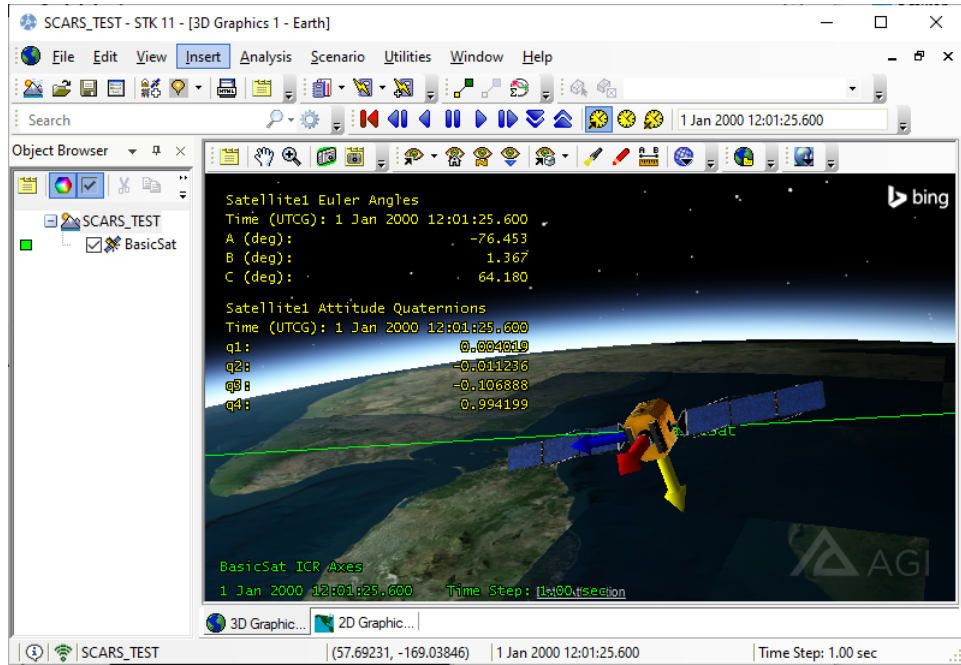 SCARS_TEST - STK 11 - [3D Graphics 1 - Earth]
File Edit View Insert Analysis Scenario Utilities Window Help
Search
1 Jan 2000 12:01:25.600
Object Browser
SCARS_TEST
BasicSat
bing
Satellite1 Euler Angles
Time (UTCG): 1 Jan 2000 12:01:25.600
A (deg): -76.453
B (deg): 1.367
C (deg): 64.180
Satellite1 Attitude Quaternions
Time (UTCG): 1 Jan 2000 12:01:25.600
q1: 0.004019
q2: -0.011236
q3: -0.106888
q4: 0.994199
AGI
BasicSat ICR Axes
1 Jan 2000 12:01:25.600 Time Step: 1.00 sec
3D Graphic... 2D Graphic...
SCARS_TEST (57.69231, -169.03846) 1 Jan 2000 12:01:25.600 Time Step: 1.00 sec